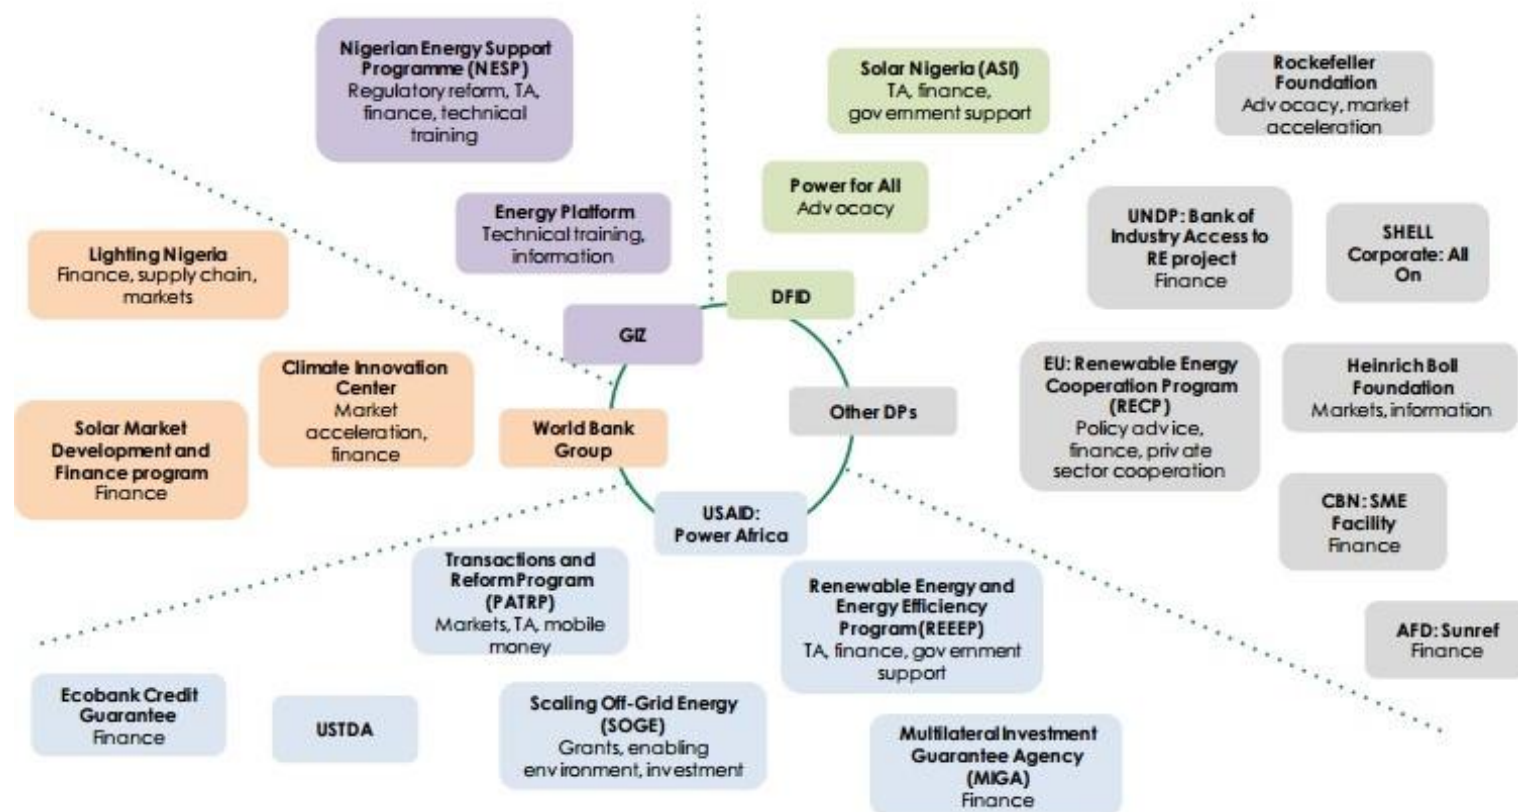 Nigerian Energy Support
Programme (NESP)
Regulatory reform, TA,
finance, technical
training
Solar Nigeria (ASI)
TA, finance,
government support
Rockefeller
Foundation
Advocacy, market
acceleration
Energy Platform
Technical training,
information
Power for All
Advocacy
UNDP: Bank of
Industry Access to
RE project
Finance
SHELL
Corporate: All
On
Lighting Nigeria
Finance, supply chain,
markets
GIZ
DFID
Climate Innovation
Center
Market
acceleration,
finance
EU: Renewable Energy
Cooperation Program
(RECP)
Policy advice,
finance, private
sector cooperation
Heinrich Boll
Foundation
Markets, information
Solar Market
Development and
Finance program
Finance
World Bank
Group
Other DPs
CBN: SME
Facility
Finance
USAID:
Power Africa
Transactions and
Reform Program
(PATRP)
Markets, TA, mobile
money
Renewable Energy and
Energy Efficiency
Program (REEEP)
TA, finance, government
support
AFD: Sunref
Finance
Ecobank Credit
Guarantee
Finance
USTDA
Scaling Off-Grid Energy
(SOGE)
Grants, enabling
environment, investment
Multilateral Investment
Guarantee Agency
(MIGA)
Finance